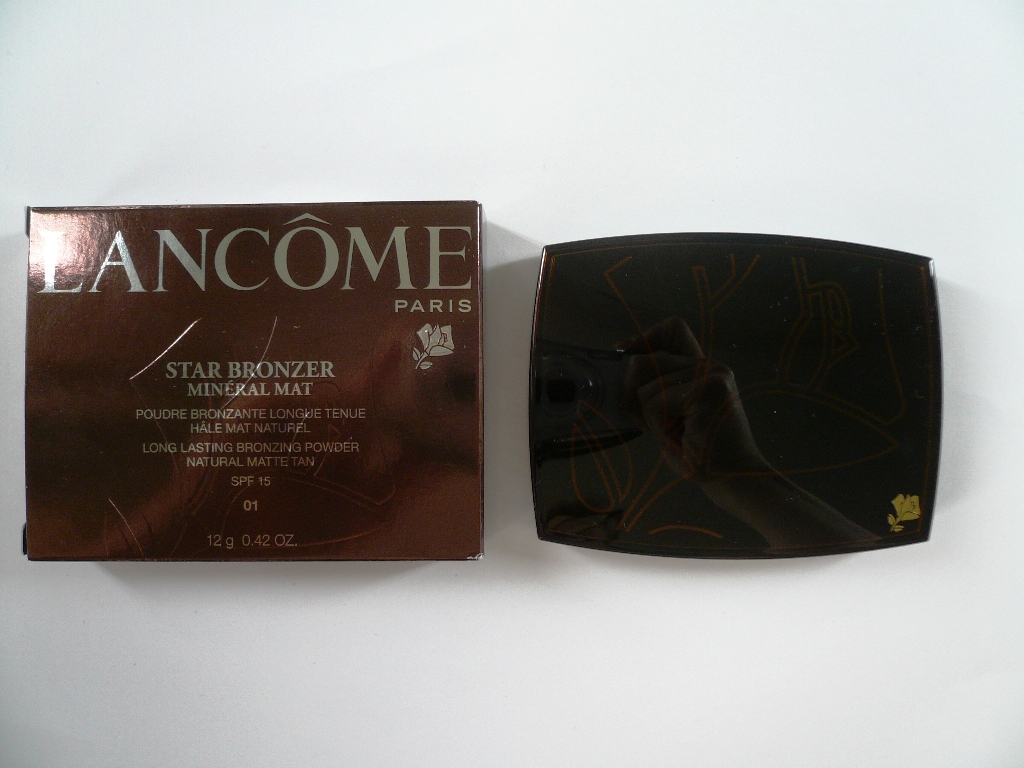 LANCÔME
PARIS
STAR BRONZER
MINÉRAL MAT
POUDRE BRONZANTE LONGUE TENUE
HÂLE MAT NATUREL
LONG LASTING BRONZING POWDER
NATURAL MATTE TAN
SPF 15
01
12 g 0.42 OZ.